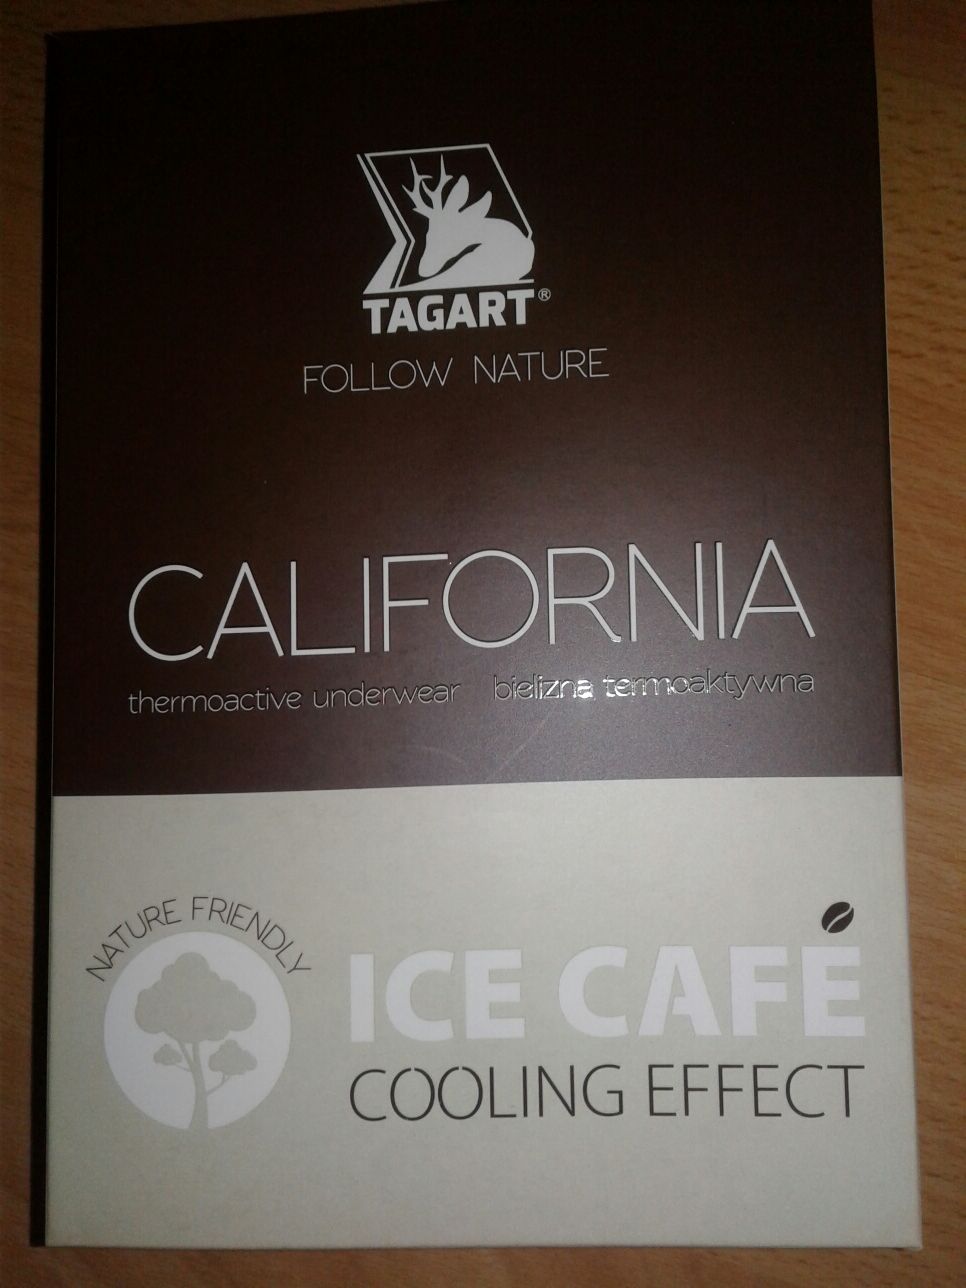 TAGART®
FOLLOW NATURE
CALIFORNIA
thermoactive underwear bielizna termoaktywna
NATURE FRIENDLY
ICE CAFÉ
COOLING EFFECT